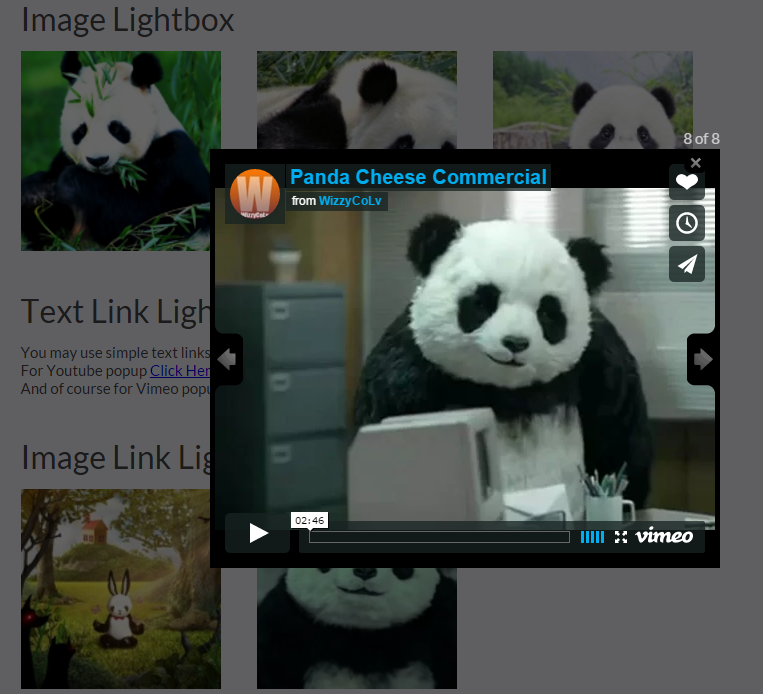 Image Lightbox
8 of 8
Panda Cheese Commercial
from WizzyCoLv
W
WizzyCoLv
Text Link Ligh
You may use simple text links
For Youtube popup Click Her
And of course for Vimeo popu
Image Link Lig
02:46
vimeo